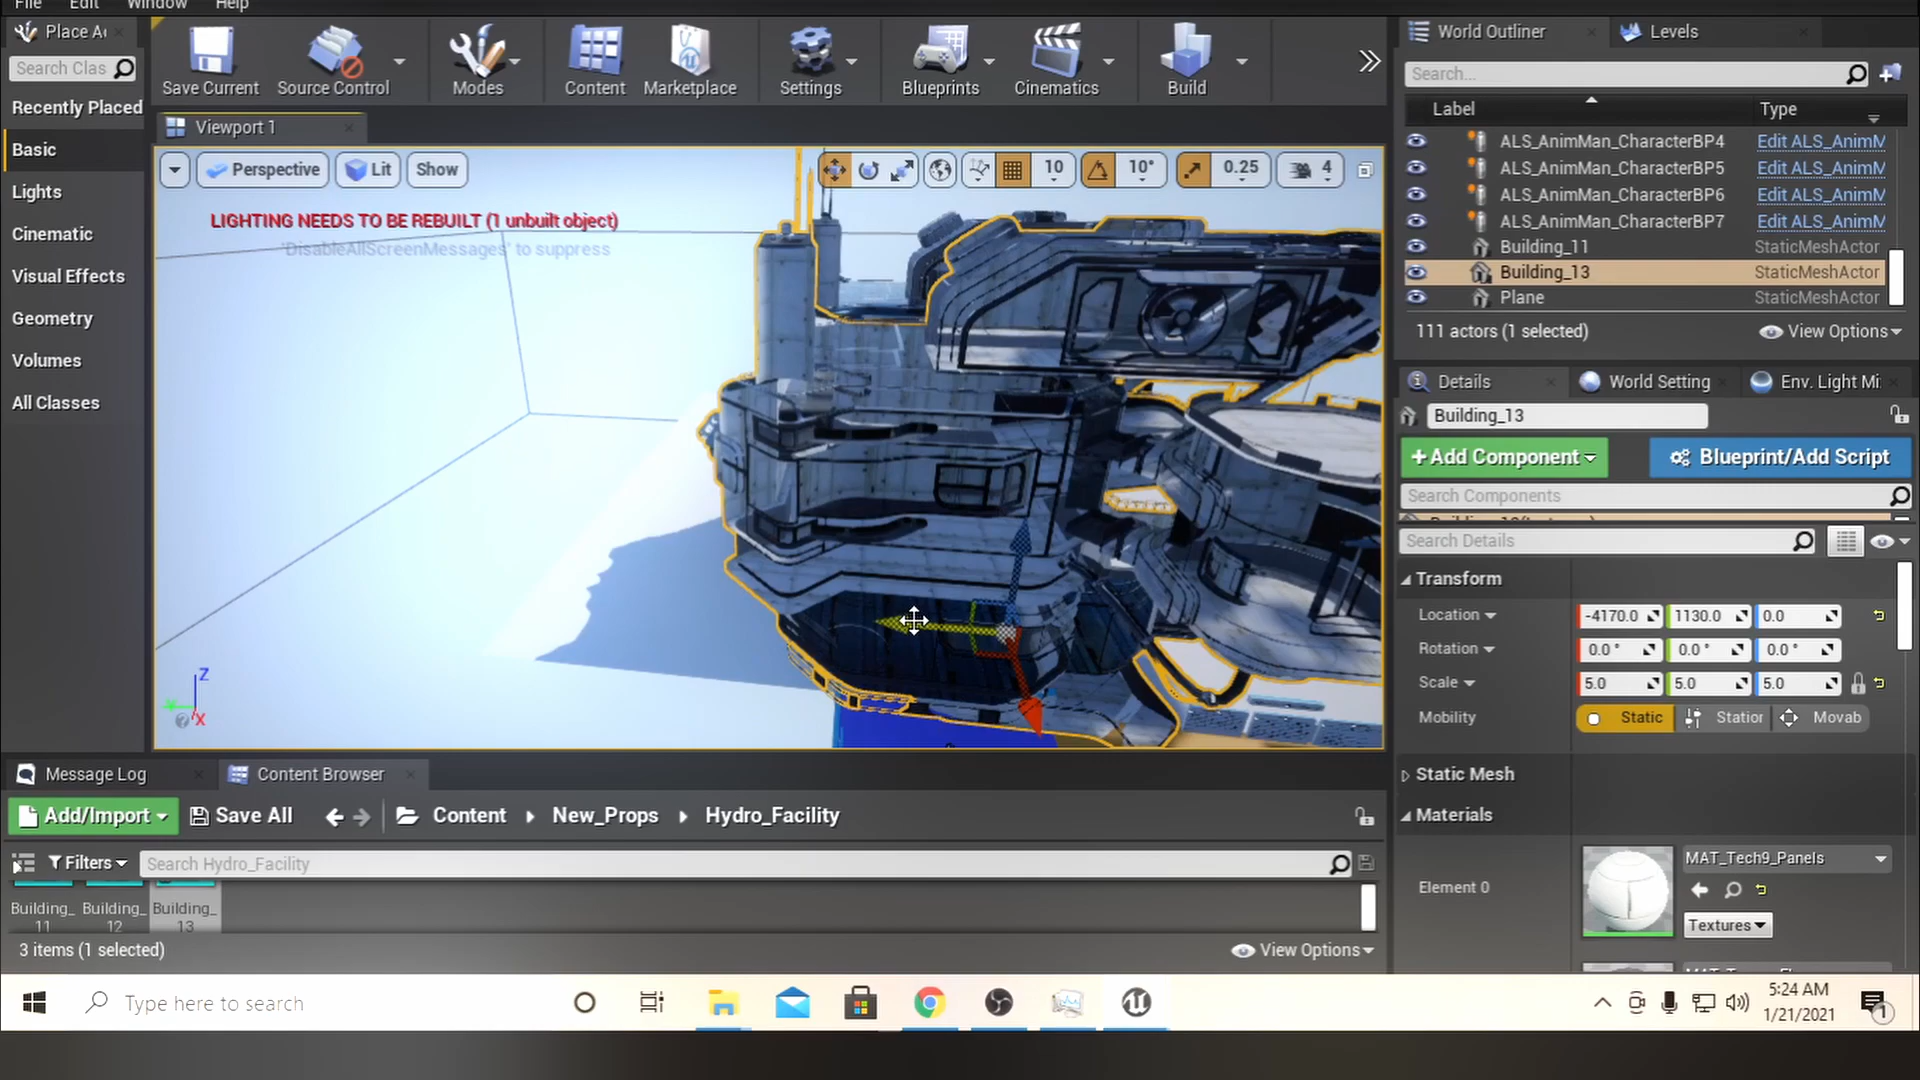 File Edit Window Help
Place A
Search Clas
Recently Placed
Basic
Lights
Cinematic
Visual Effects
Geometry
Volumes
All Classes
Save Current
Source Control
Modes
Content
Marketplace
Settings
Blueprints
Cinematics
Build
Viewport 1
Perspective
Lit
Show
10
10°
0.25
4
LIGHTING NEEDS TO BE REBUILT (1 unbuilt object)
'DisableAllScreenMessages' to suppress
Z
X
World Outliner
Levels
Search...
Label
Type
ALS_AnimMan_CharacterBP4 Edit ALS_AnimM
ALS_AnimMan_CharacterBP5 Edit ALS_AnimM
ALS_AnimMan_CharacterBP6 Edit ALS_AnimM
ALS_AnimMan_CharacterBP7 Edit ALS_AnimM
Building_11 StaticMeshActor
Building_13 StaticMeshActor
Plane StaticMeshActor
111 actors (1 selected)
View Options
Details
World Setting
Env. Light Mi
Building_13
+Add Component
Blueprint/Add Script
Search Components
Search Details
Transform
Location -4170.0 1130.0 0.0
Rotation 0.0 ° 0.0 ° 0.0 °
Scale 5.0 5.0 5.0
Mobility Static Station Movab
Static Mesh
Materials
Element 0
MAT_Tech9_Panels
Textures
Message Log
Content Browser
Add/Import
Save All
Content
New_Props
Hydro_Facility
Filters
Search Hydro_Facility
Building_ Building_ Building_
11 12 13
3 items (1 selected)
View Options
Type here to search
5:24 AM
1/21/2021
1